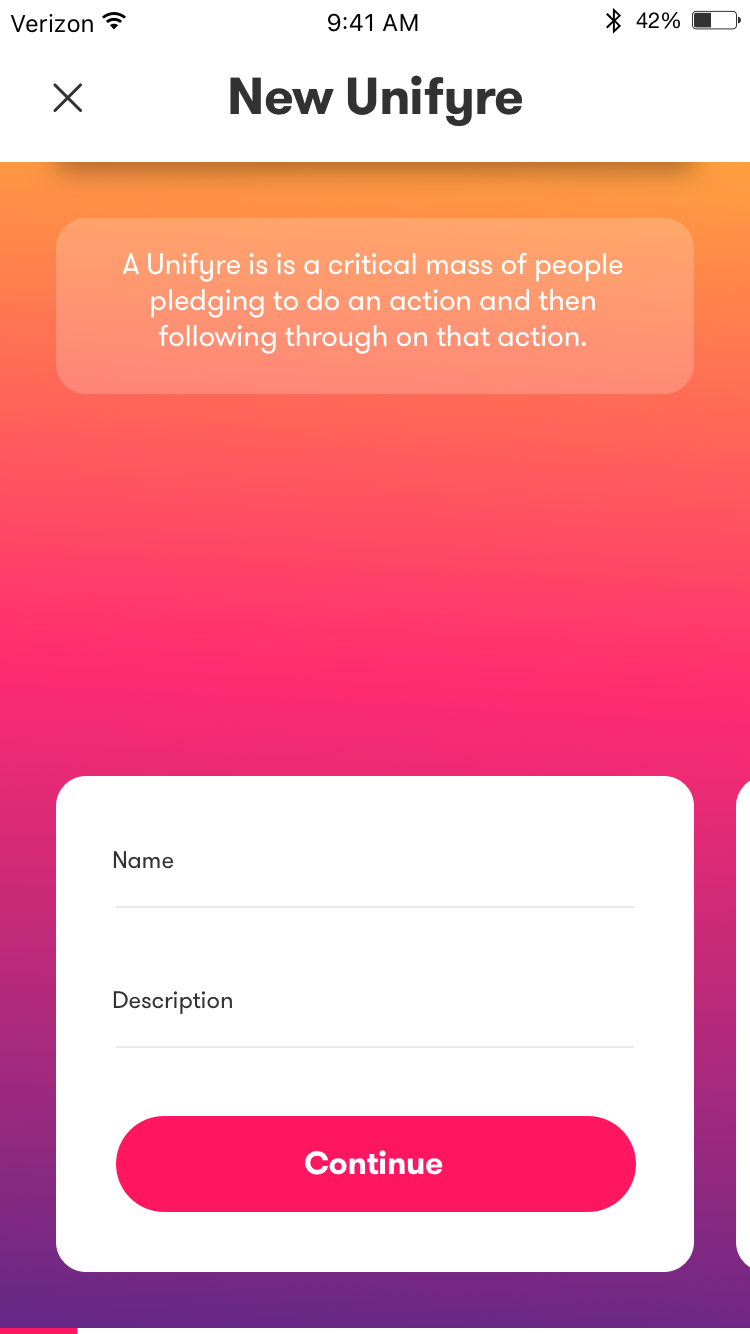 Verizon 9:41 AM 42%
New Unifyre
A Unifyre is is a critical mass of people
pledging to do an action and then
following through on that action.
Name
Description
Continue